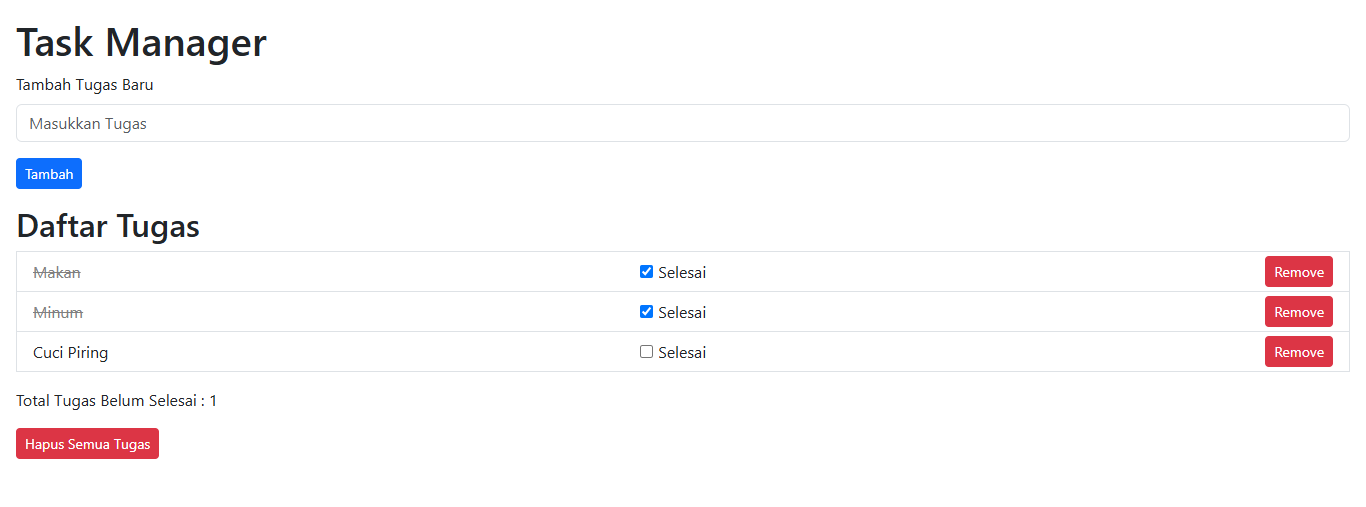 Task Manager
Tambah Tugas Baru
Masukkan Tugas
Tambah
Daftar Tugas
Makan Selesai Remove
Minum Selesai Remove
Cuci Piring Selesai Remove
Total Tugas Belum Selesai : 1
Hapus Semua Tugas